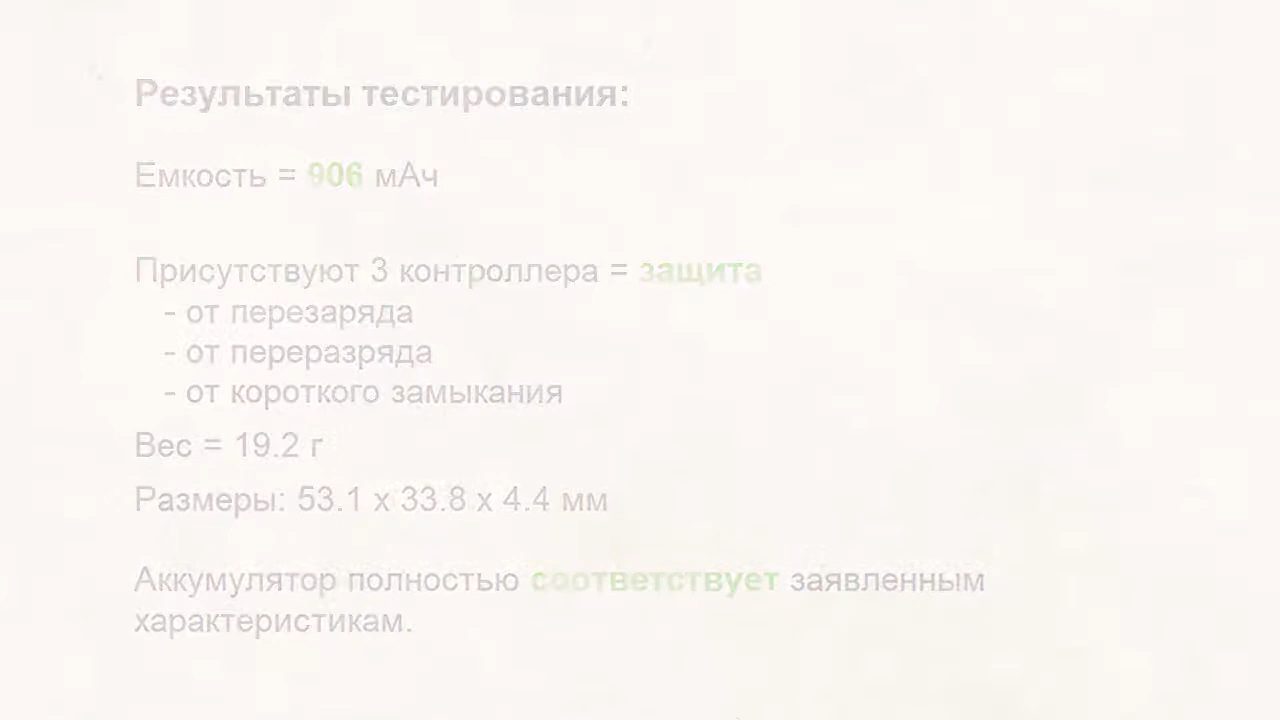 Результаты тестирования:
Емкость = 906 мАч
Присутствуют 3 контроллера = защита
- от перезаряда
- от переразряда
- от короткого замыкания
Вес = 19.2 г
Размеры: 53.1 x 33.8 x 4.4 мм
Аккумулятор полностью соответствует заявленным
характеристикам.